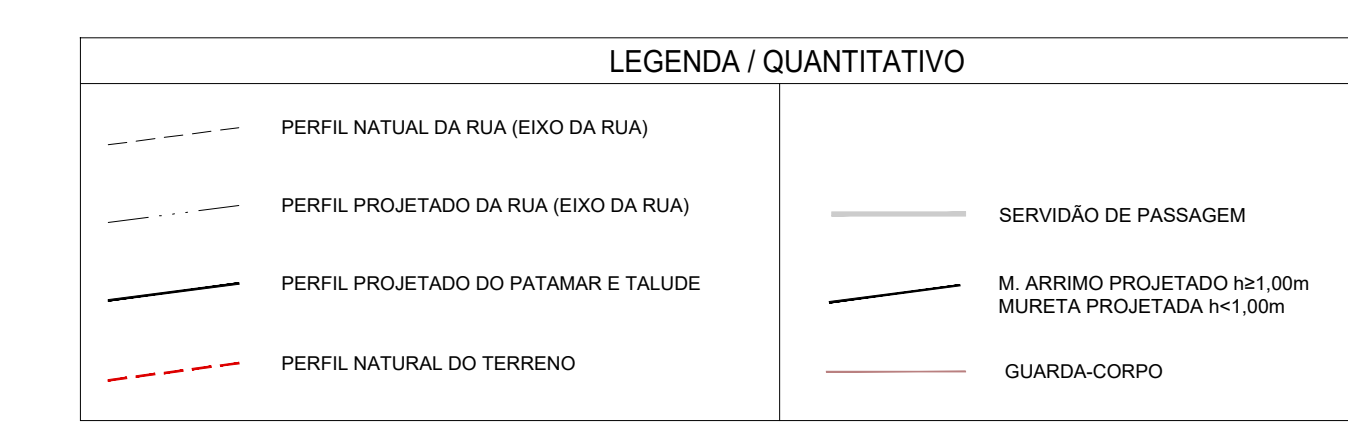 LEGENDA / QUANTITATIVO
PERFIL NATUAL DA RUA (EIXO DA RUA)
PERFIL PROJETADO DA RUA (EIXO DA RUA)
PERFIL PROJETADO DO PATAMAR E TALUDE
PERFIL NATURAL DO TERRENO
SERVIDÃO DE PASSAGEM
M. ARRIMO PROJETADO h≥1,00m
MURETA PROJETADA h<1,00m
GUARDA-CORPO